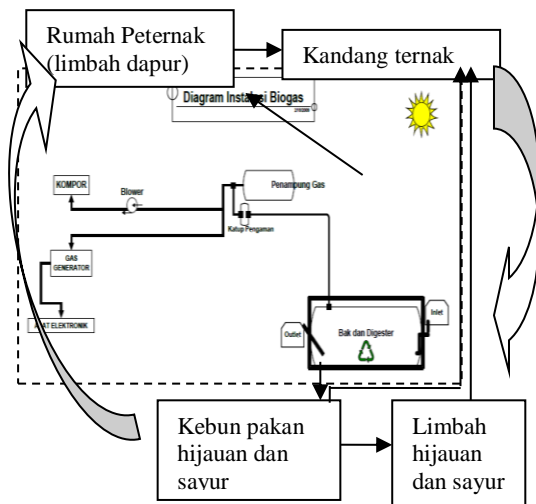 Rumah Peternak
(limbah dapur)
Kandang ternak
Diagram Instalasi Biogas
KOMPOR
Blower
Penampung Gas
Katup Pengaman
GAS
GENERATOR
ALAT ELEKTRONIK
Outlet
Bak dan Digester
Inlet
Kebun pakan
hijauan dan
sayur
Limbah
hijauan
dan sayur